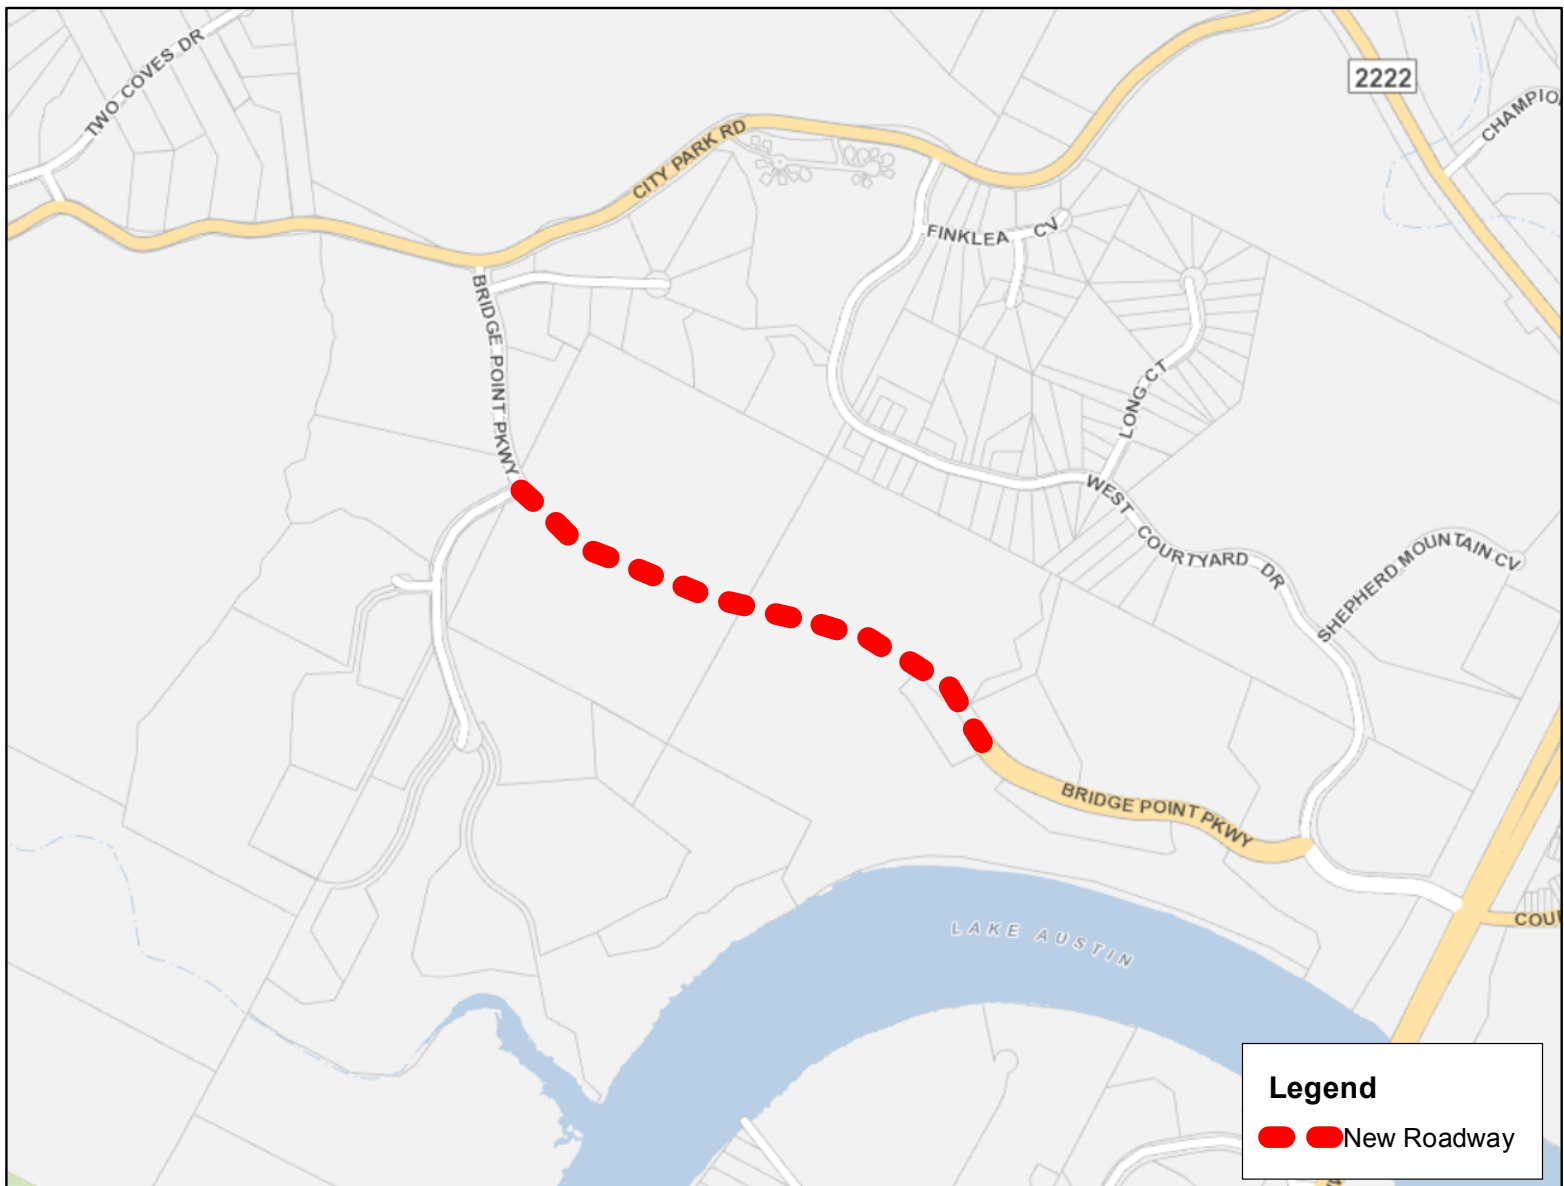 TWO COVES DR
2222
CHAMPIO
CITY PARK RD
FINKLEA CV
BRIDGE POINT PKWY
LONG CT
WEST COURTYARD DR
SHEPHERD MOUNTAIN CV
BRIDGE POINT PKWY
LAKE AUSTIN
COU
Legend
New Roadway